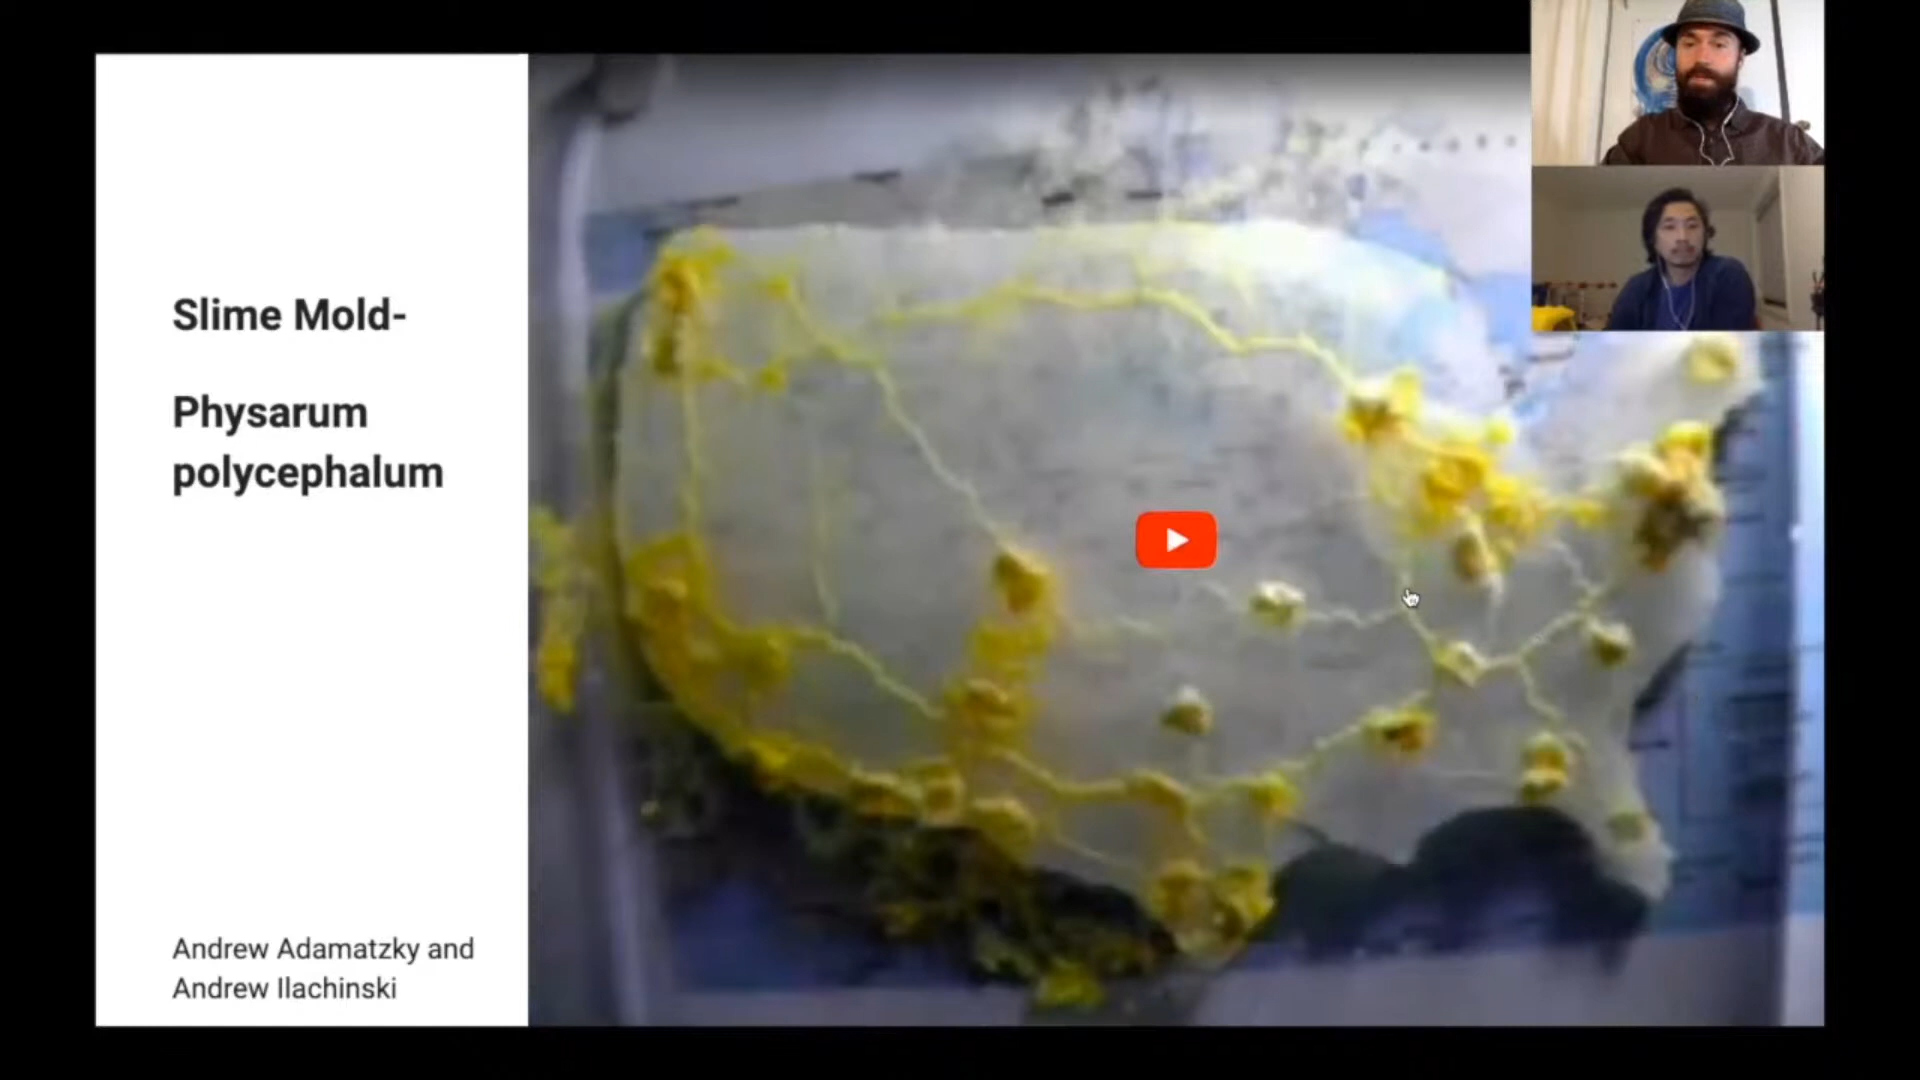 Slime Mold-
Physarum
polycephalum
Andrew Adamatzky and
Andrew Ilachinski